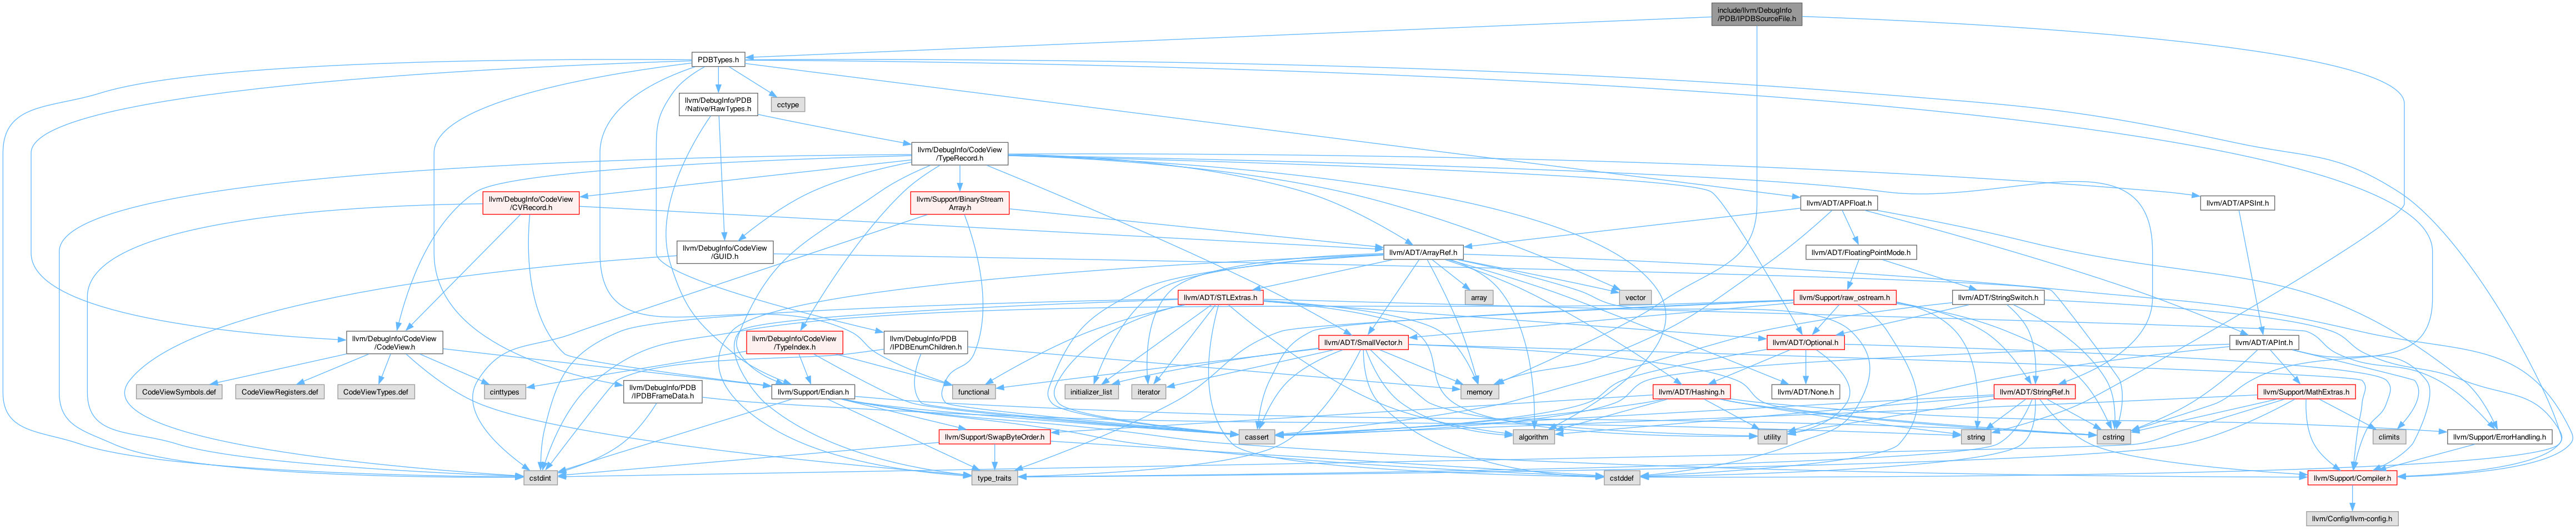 include/llvm/DebugInfo
/PDB/IPDBSourceFile.h
PDBTypes.h
llvm/DebugInfo/PDB
/Native/RawTypes.h
cctype
llvm/DebugInfo/CodeView
/TypeRecord.h
llvm/DebugInfo/CodeView
/CVRecord.h
llvm/Support/BinaryStream
Array.h
llvm/ADT/APFloat.h
llvm/ADT/APSInt.h
llvm/DebugInfo/CodeView
/GUID.h
llvm/ADT/ArrayRef.h
llvm/ADT/FloatingPointMode.h
llvm/ADT/STLExtras.h
array
vector
llvm/Support/raw_ostream.h
llvm/ADT/StringSwitch.h
llvm/DebugInfo/CodeView
/CodeView.h
llvm/DebugInfo/CodeView
/TypeIndex.h
llvm/DebugInfo/PDB
/IPDBEnumChildren.h
llvm/ADT/SmallVector.h
llvm/ADT/Optional.h
llvm/ADT/APInt.h
CodeViewSymbols.def
CodeViewRegisters.def
CodeViewTypes.def
cinttypes
llvm/DebugInfo/PDB
/IPDBFrameData.h
llvm/Support/Endian.h
functional
initializer_list
iterator
memory
llvm/ADT/Hashing.h
llvm/ADT/None.h
llvm/ADT/StringRef.h
llvm/Support/MathExtras.h
llvm/Support/SwapByteOrder.h
cassert
algorithm
utility
string
cstring
climits
llvm/Support/ErrorHandling.h
cstdint
type_traits
cstddef
llvm/Support/Compiler.h
llvm/Config/llvm-config.h